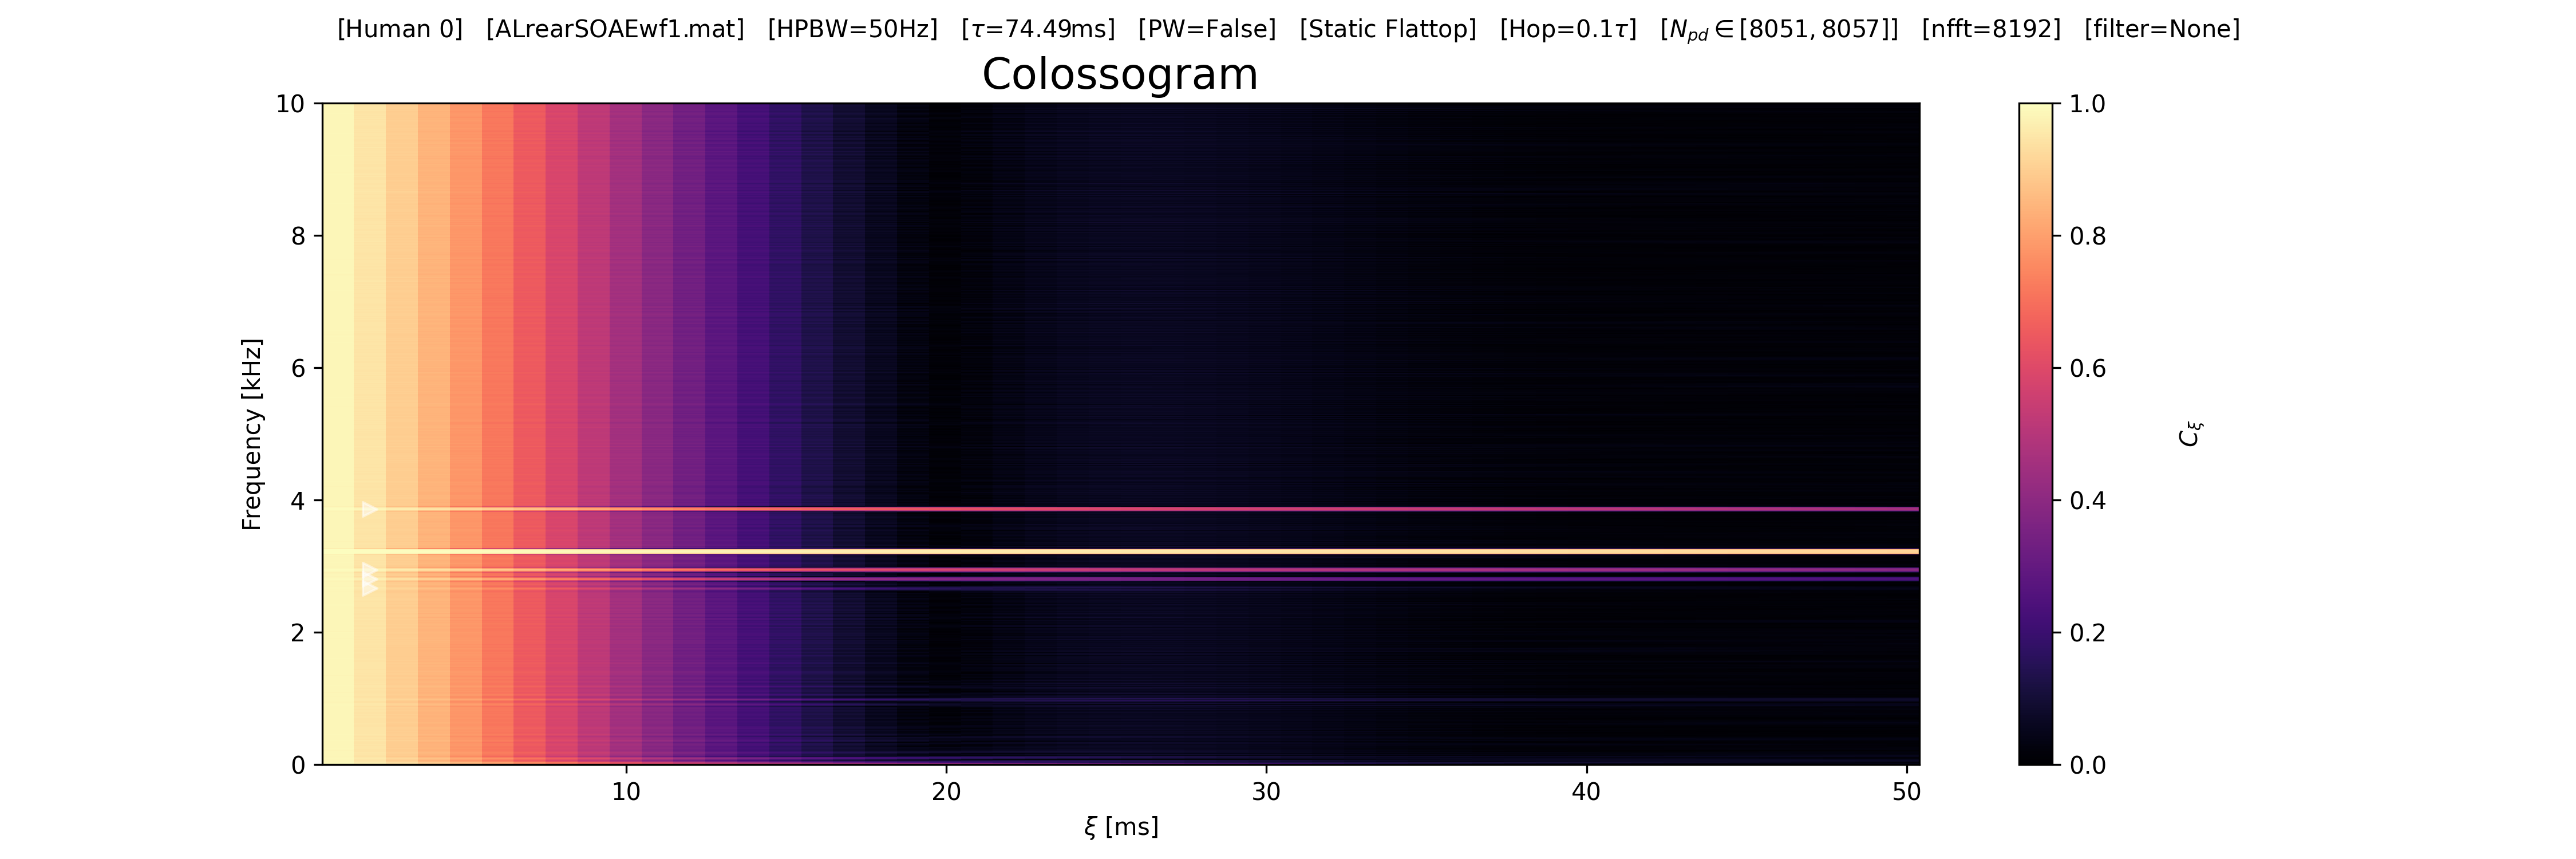 [Human 0] [ALrearSOAEwf1.mat] [HPBW=50Hz] [τ=74.49ms] [PW=False] [Static Flattop] [Hop=0.1τ] [N_pd ∈ [8051, 8057]] [nfft=8192] [filter=None]
Colossogram
10
8
6
4
2
0
Frequency [kHz]
10 20 30 40 50
ξ [ms]
1.0
0.8
0.6
0.4
0.2
0.0
C_ξ